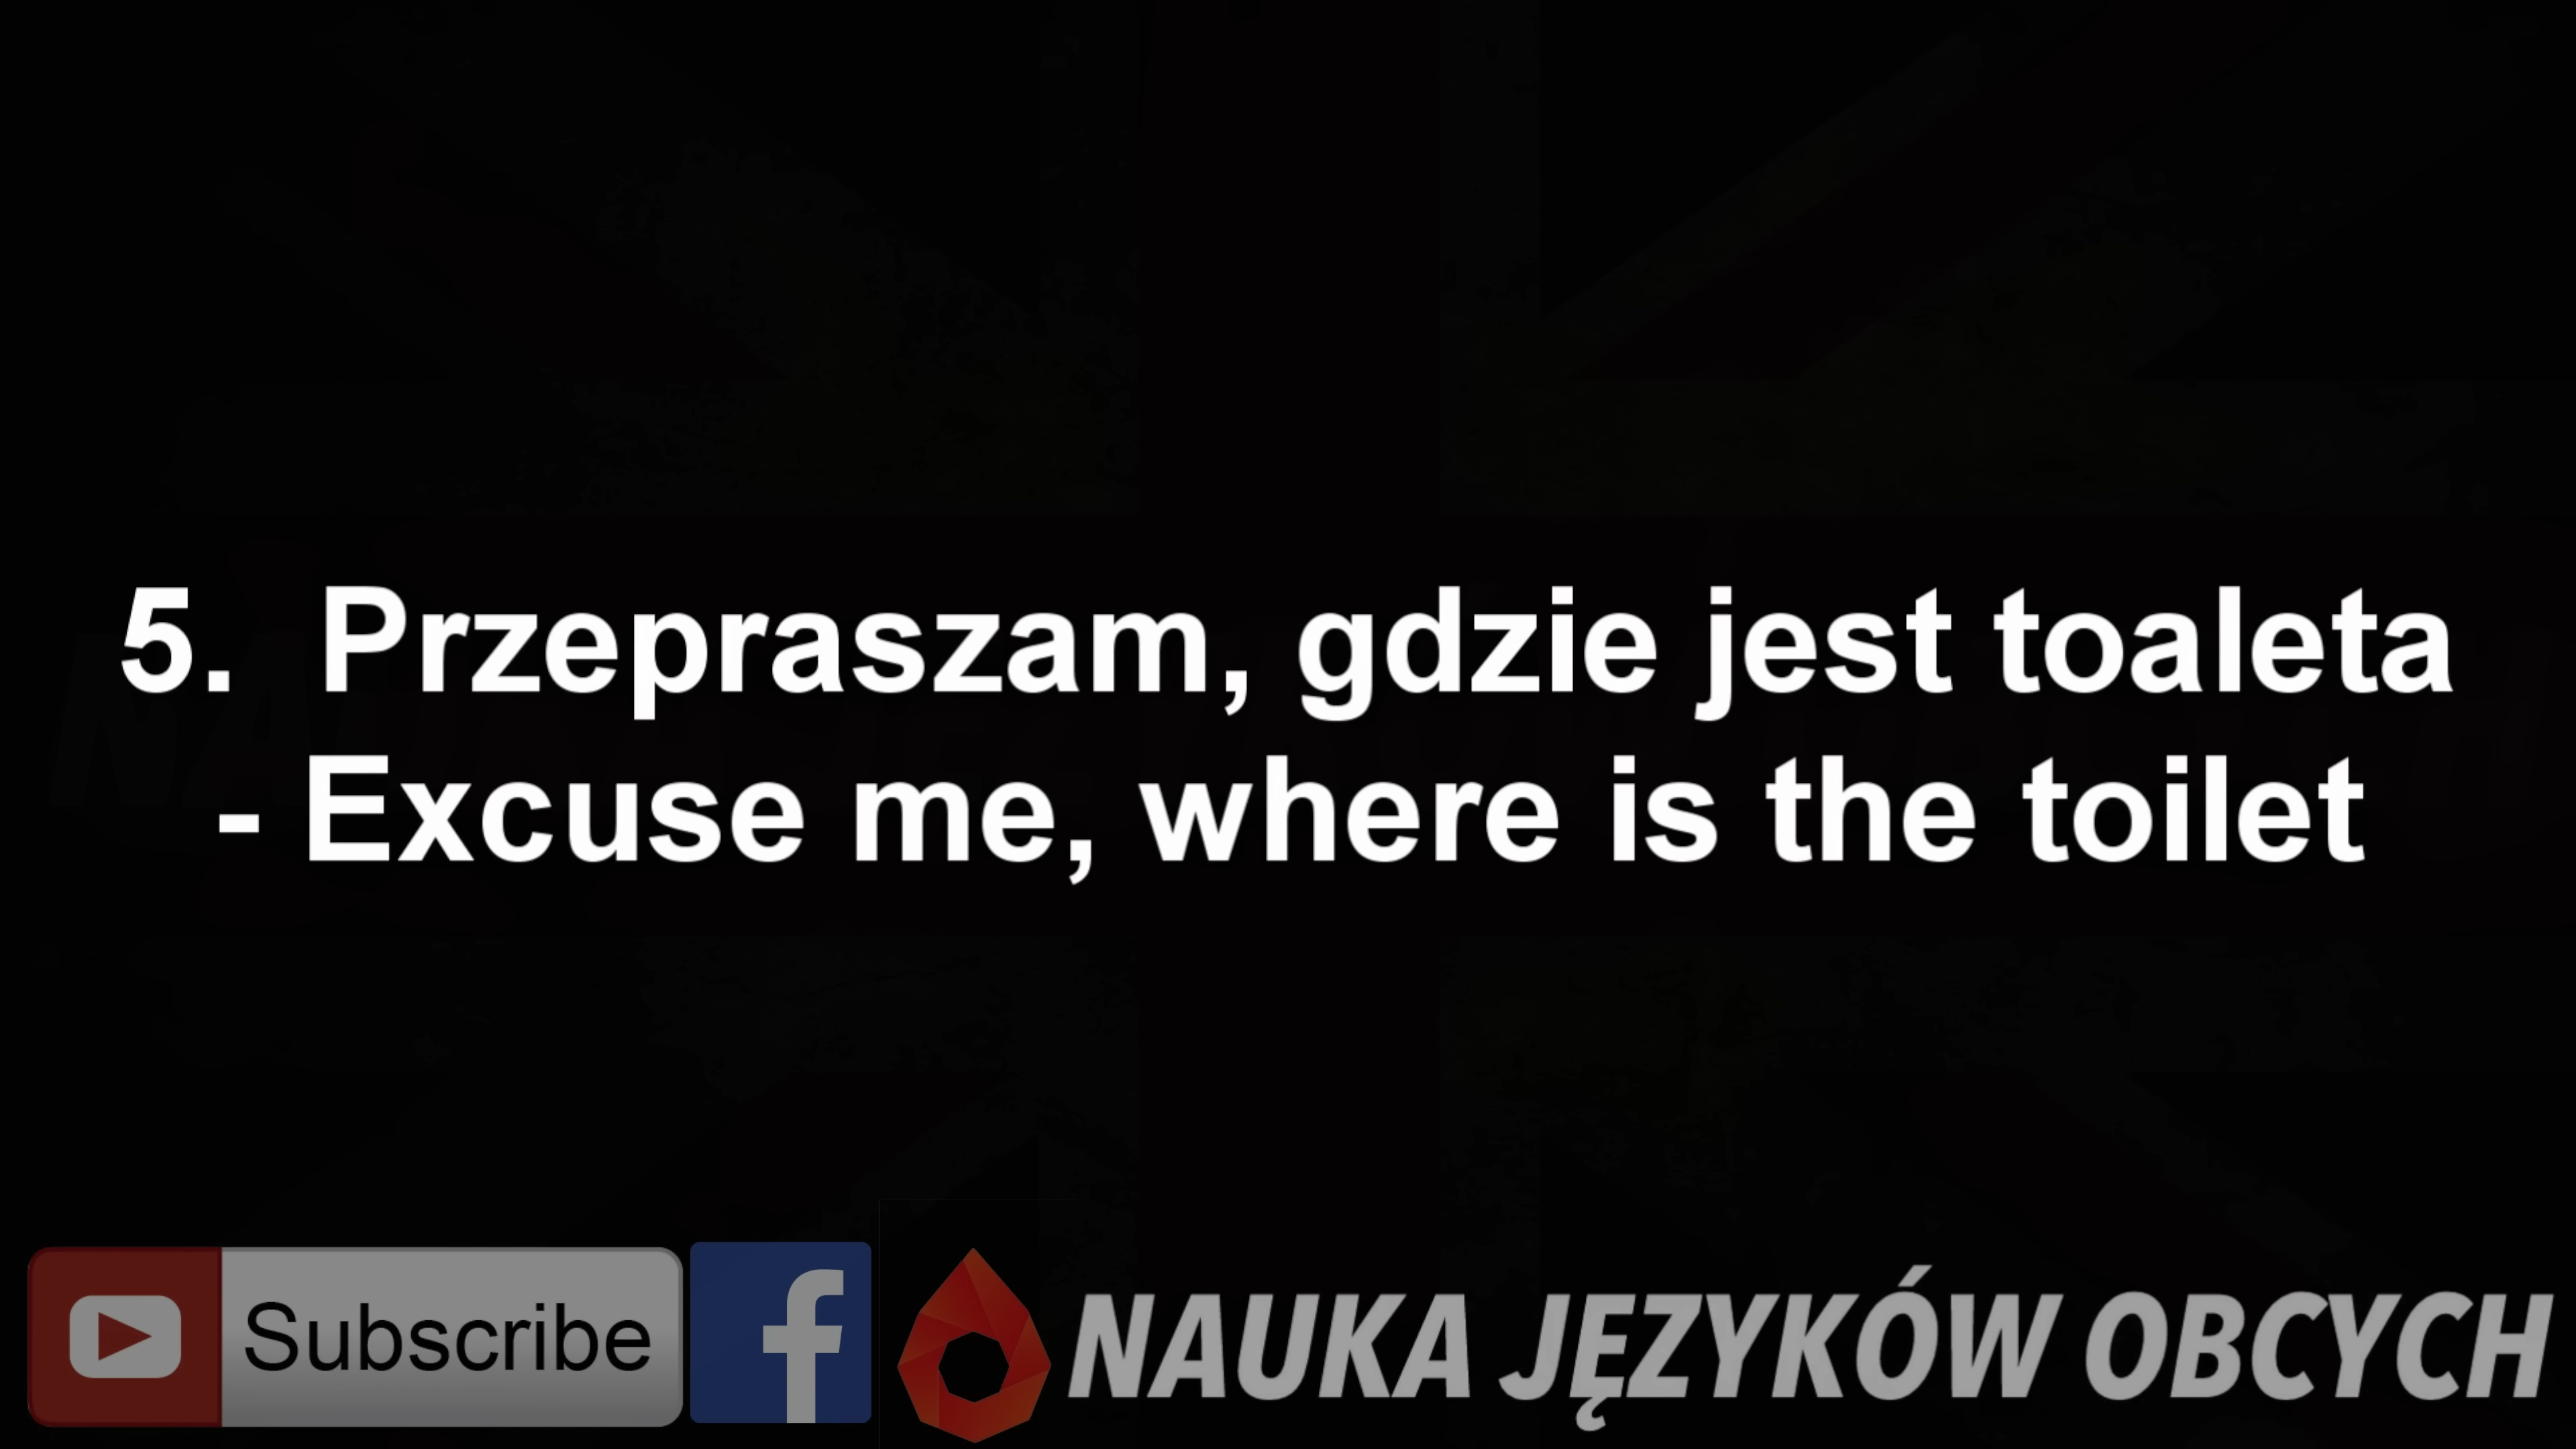 5. Przepraszam, gdzie jest toaleta
- Excuse me, where is the toilet
Subscribe
NAUKA JĘZYKÓW OBCYCH